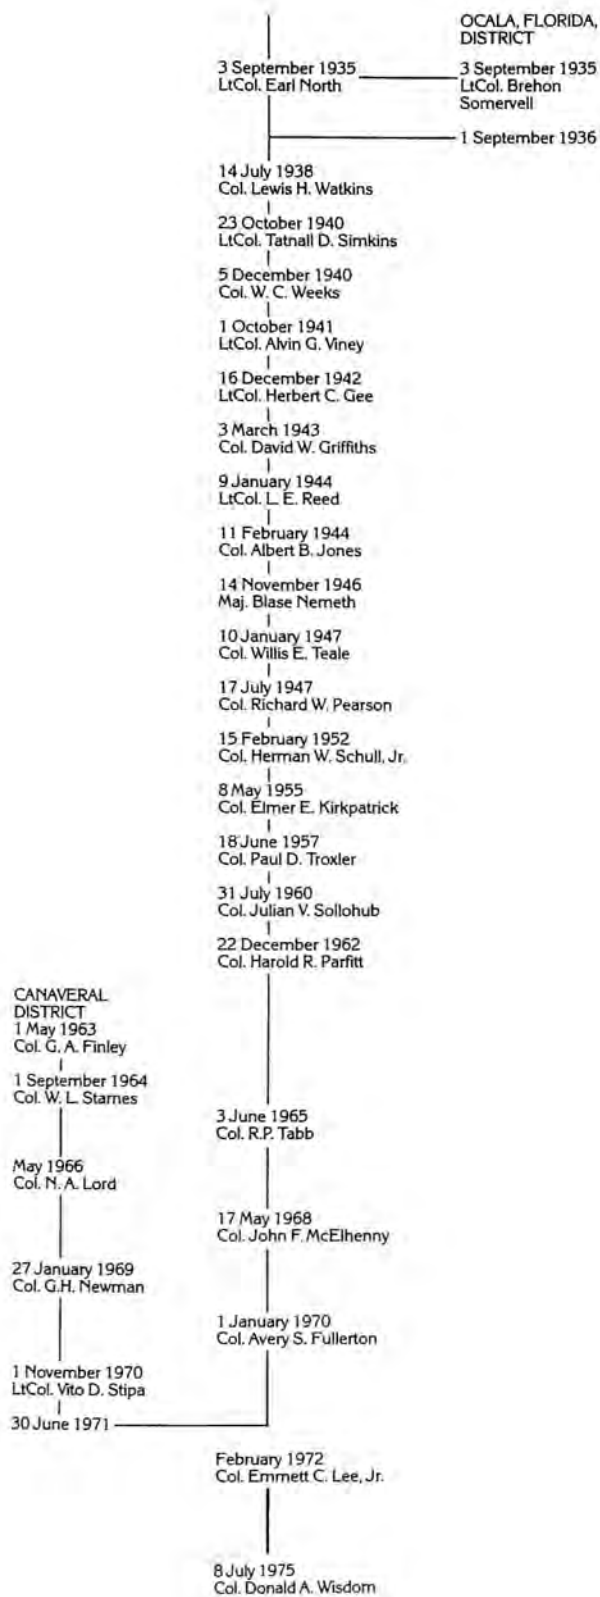 OCALA, FLORIDA,
DISTRICT
3 September 1935
LtCol. Earl North
3 September 1935
LtCol. Brehon
Somervell
1 September 1936
14 July 1938
Col. Lewis H. Watkins
23 October 1940
LtCol. Tatnall D. Simkins
5 December 1940
Col. W. C. Weeks
1 October 1941
LtCol. Alvin G. Viney
16 December 1942
LtCol. Herbert C. Gee
3 March 1943
Col. David W. Griffiths
9 January 1944
LtCol. L. E. Reed
11 February 1944
Col. Albert B. Jones
14 November 1946
Maj. Blase Nemeth
10 January 1947
Col. Willis E. Teale
17 July 1947
Col. Richard W. Pearson
15 February 1952
Col. Herman W. Schull, Jr.
8 May 1955
Col. Elmer E. Kirkpatrick
18 June 1957
Col. Paul D. Troxler
31 July 1960
Col. Julian V. Sollohub
22 December 1962
Col. Harold R. Parfitt
CANAVERAL
DISTRICT
1 May 1963
Col. G. A. Finley
1 September 1964
Col. W. L. Starnes
3 June 1965
Col. R.P. Tabb
May 1966
Col. N. A. Lord
17 May 1968
Col. John F. McElhenny
27 January 1969
Col. G.H. Newman
1 January 1970
Col. Avery S. Fullerton
1 November 1970
LtCol. Vito D. Stipa
30 June 1971
February 1972
Col. Emmett C. Lee, Jr.
8 July 1975
Col. Donald A. Wisdom